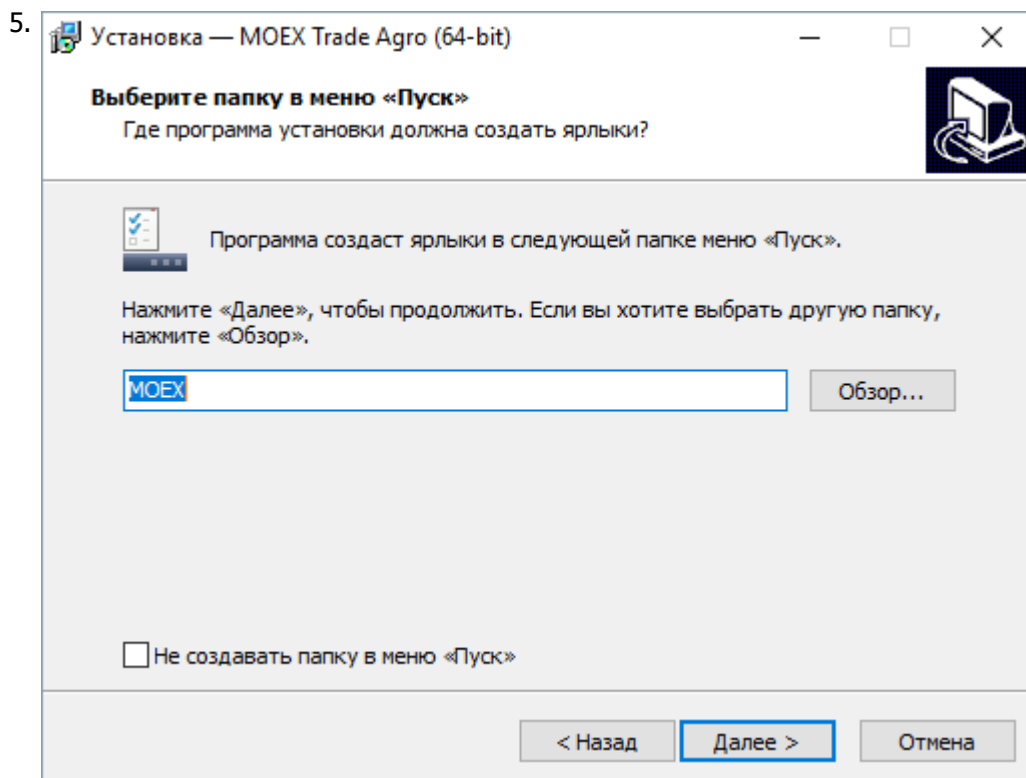 5.
Установка — MOEX Trade Agro (64-bit)
Выберите папку в меню «Пуск»
Где программа установки должна создать ярлыки?
Программа создаст ярлыки в следующей папке меню «Пуск».
Нажмите «Далее», чтобы продолжить. Если вы хотите выбрать другую папку,
нажмите «Обзор».
MOEX
Обзор...
Не создавать папку в меню «Пуск»
< Назад
Далее >
Отмена